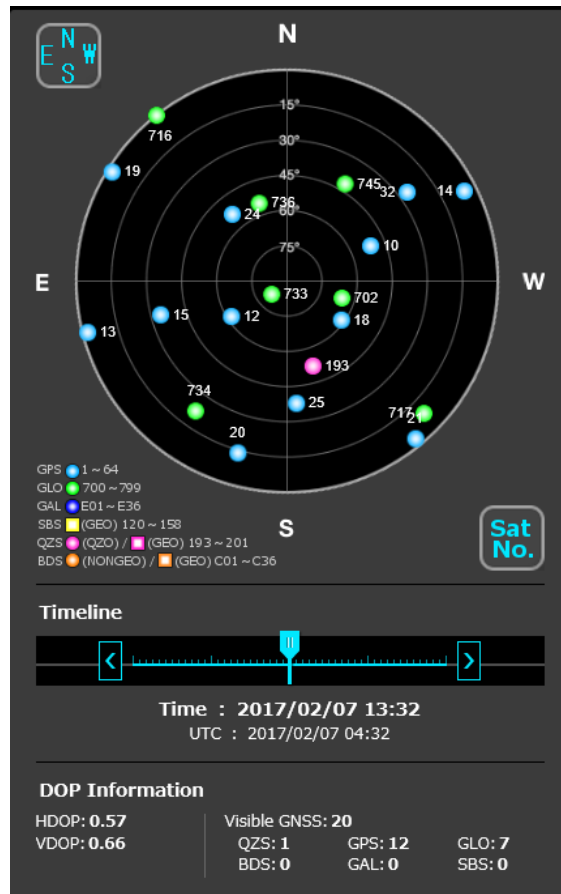 N
E N W
S
15°
30°
45°
60°
75°
716
19
745
32
14
736
24
10
E
W
733
702
12
18
15
13
193
734
25
717
21
20
GPS 1~64
GLO 700~799
GAL E01~E36
SBS (GEO) 120~158
QZS (QZO) / (GEO) 193~201
BDS (NONGEO) / (GEO) C01~C36
S
Sat
No.
Timeline
Time : 2017/02/07 13:32
UTC : 2017/02/07 04:32
DOP Information
HDOP: 0.57
VDOP: 0.66
Visible GNSS: 20
QZS: 1 GPS: 12 GLO: 7
BDS: 0 GAL: 0 SBS: 0